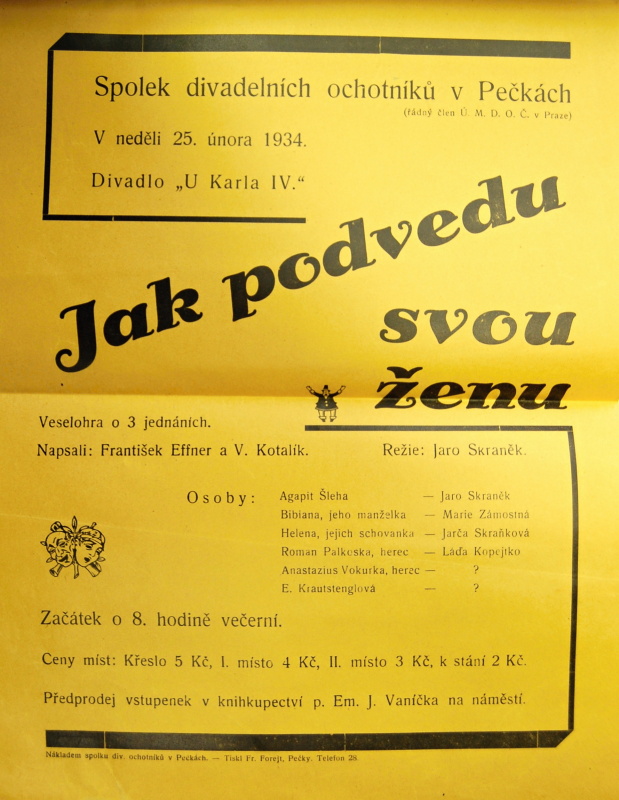 Spolek divadelních ochotníků v Pečkách
(řádný člen Ú. M. D. O. Č. v Praze)
V neděli 25. února 1934.
Divadlo „U Karla IV.“
Jak podvedu
svou
ženu
Veselohra o 3 jednáních.
Napsali: František Effner a V. Kotalík. Režie: Jaro Skraněk.
Osoby: Agapit Šleha — Jaro Skraněk
Bibiana, jeho manželka — Marie Zámostná
Helena, jejich schovanka — Jarča Skraňková
Roman Palkoska, herec — Láďa Kopejtko
Anastazius Vokurka, herec — ?
E. Krautstenglová — ?
Začátek o 8. hodině večerní.
Ceny míst: Křeslo 5 Kč, I. místo 4 Kč, II. místo 3 Kč, k stání 2 Kč.
Předprodej vstupenek v knihkupectví p. Em. J. Vaníčka na náměstí.
Nákladem spolku div. ochotníků v Pečkách. — Tiskl Fr. Forejt, Pečky. Telefon 28.